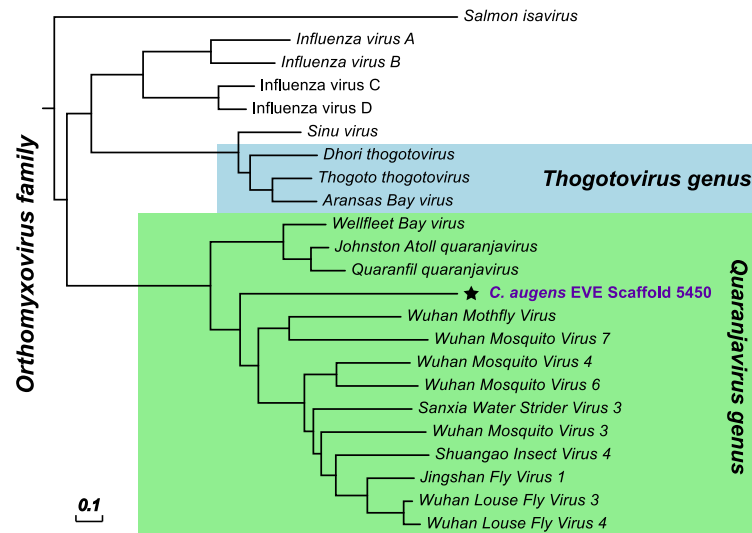 Salmon isavirus
Influenza virus A
Influenza virus B
Influenza virus C
Influenza virus D
Sinu virus
Dhori thogotovirus
Thogoto thogotovirus
Aransas Bay virus
Thogotovirus genus
Orthomyxovirus family
Wellfleet Bay virus
Johnston Atoll quaranjavirus
Quaranfil quaranjavirus
★ C. augens EVE Scaffold 5450
Wuhan Mothfly Virus
Wuhan Mosquito Virus 7
Wuhan Mosquito Virus 4
Wuhan Mosquito Virus 6
Sanxia Water Strider Virus 3
Wuhan Mosquito Virus 3
Shuangao Insect Virus 4
Jingshan Fly Virus 1
Wuhan Louse Fly Virus 3
Wuhan Louse Fly Virus 4
Quaranjavirus genus
0.1